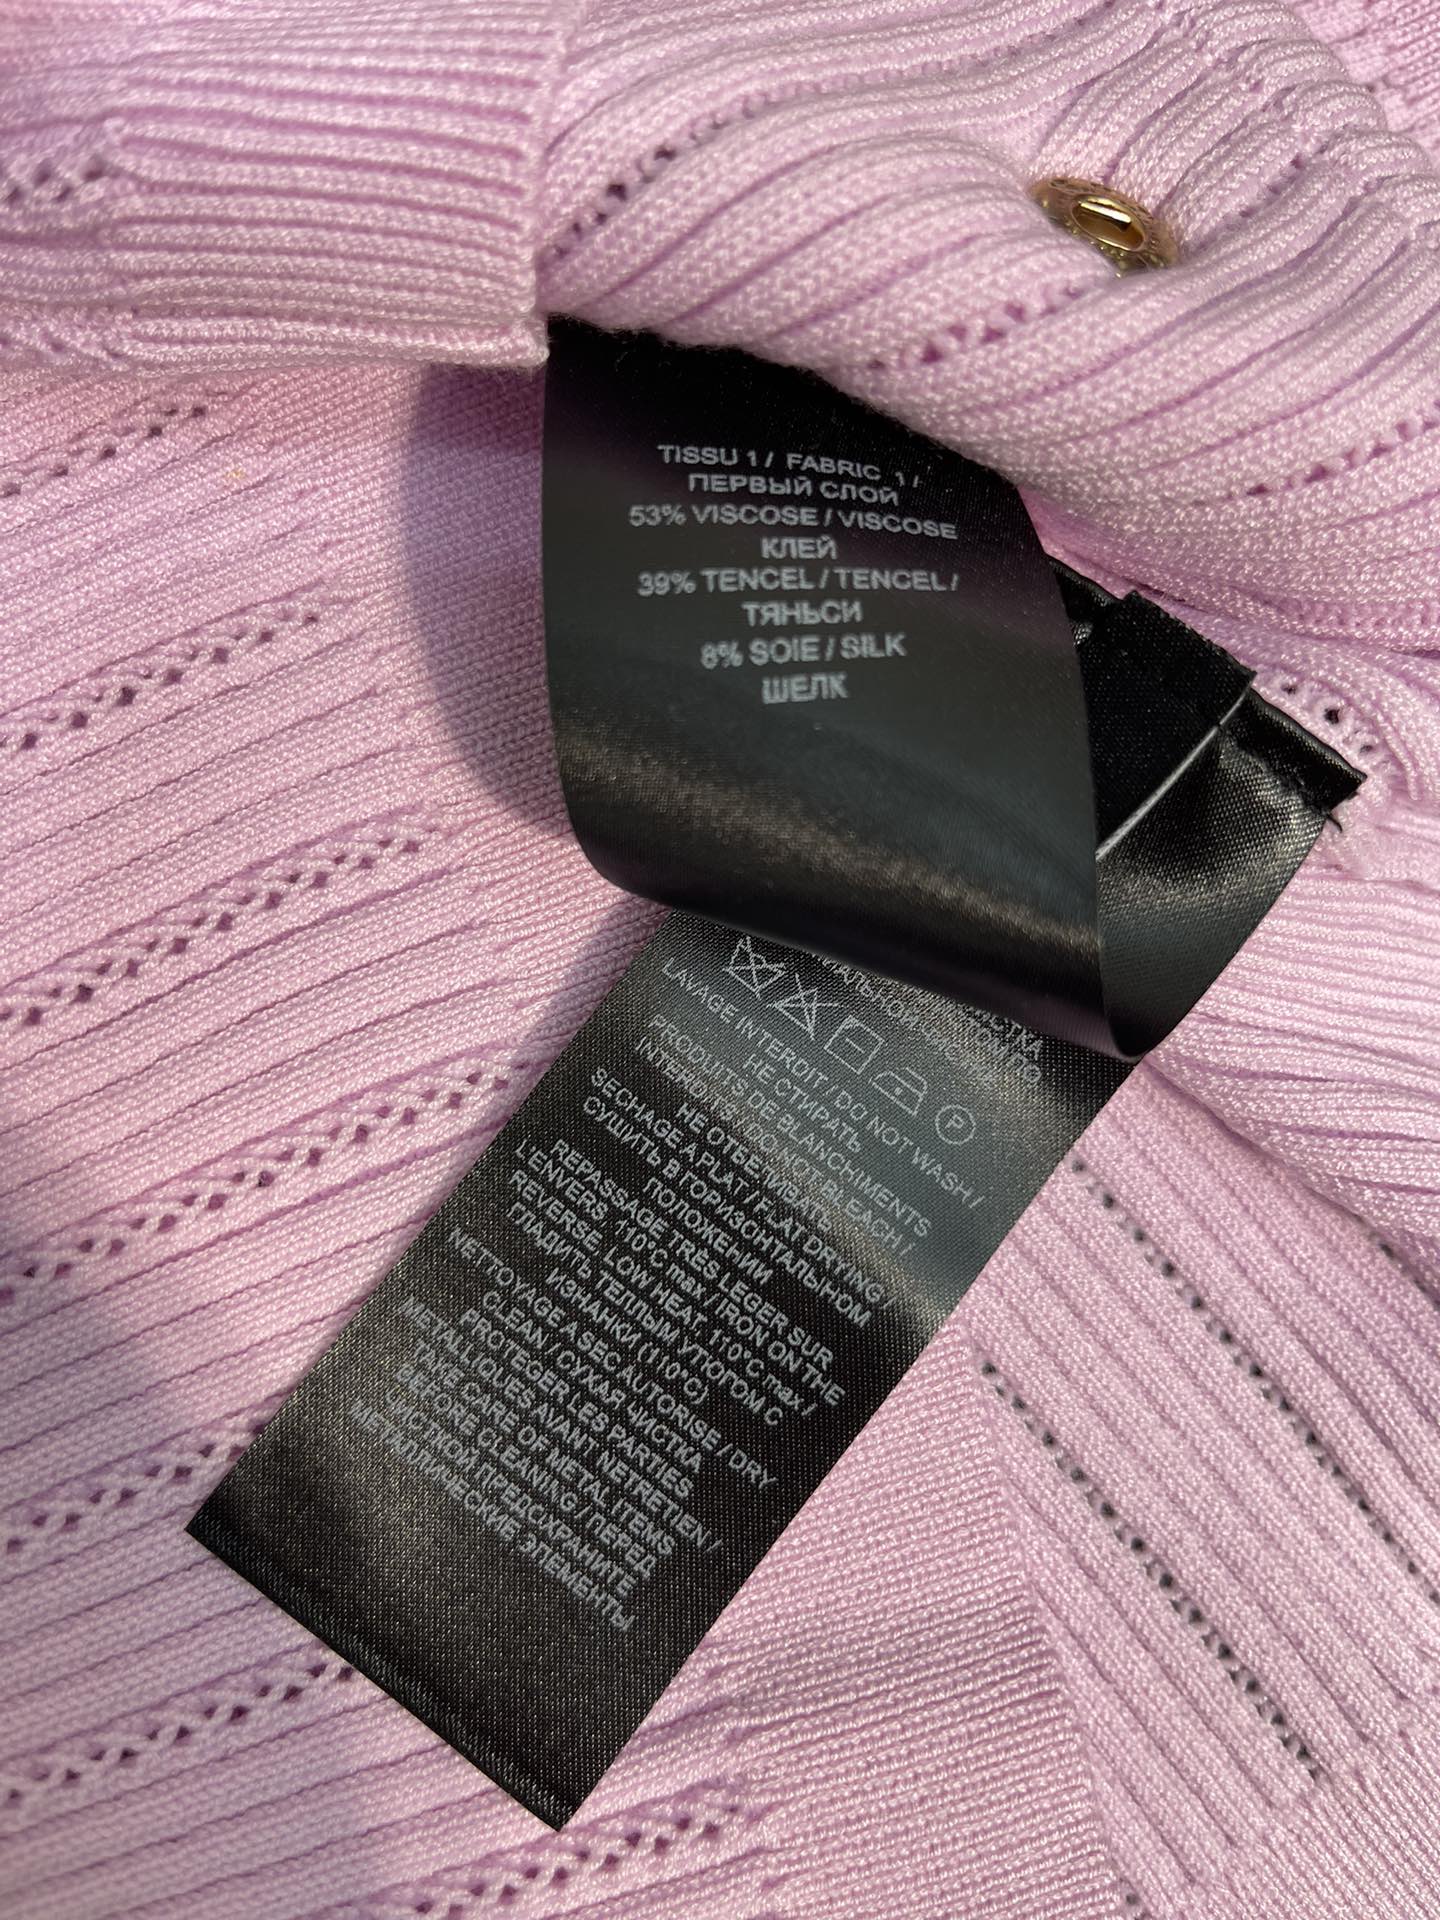 TISSU 1 / FABRIC 1 /
ПЕРВЫЙ СЛОЙ
53% VISCOSE / VISCOSE
КЛЕЙ
39% TENCEL / TENCEL /
ТЯНЬСИ
8% SOIE / SILK
ШЕЛК
P
LAVAGE INTERDIT / DO NOT WASH /
НЕ СТИРАТЬ
PRODUITS DE BLANCHIMENTS
INTERDITS / DO NOT BLEACH /
НЕ ОТБЕЛИВАТЬ
SECHAGE A PLAT / FLAT DRYING /
СУШИТЬ В ГОРИЗОНТАЛЬНОМ
ПОЛОЖЕНИИ
REPASSAGE TRÈS LEGER SUR
L'ENVERS 110°C max / IRON ON THE
REVERSE, LOW HEAT, 110°C max /
ГЛАДИТЬ ТЕПЛЫМ УТЮГОМ С
ИЗНАНКИ (110°C)
NETTOYAGE A SEC AUTORISE / DRY
CLEAN / СУХАЯ ЧИСТКА
PROTEGER LES PARTIES
METALLIQUES AVANT NETRETIEN /
TAKE CARE OF METAL ITEMS
BEFORE CLEANING / ПЕРЕД
ЧИСТКОЙ ПРЕДОХРАНИТЕ
МЕТАЛЛИЧЕСКИЕ ЭЛЕМЕНТЫ